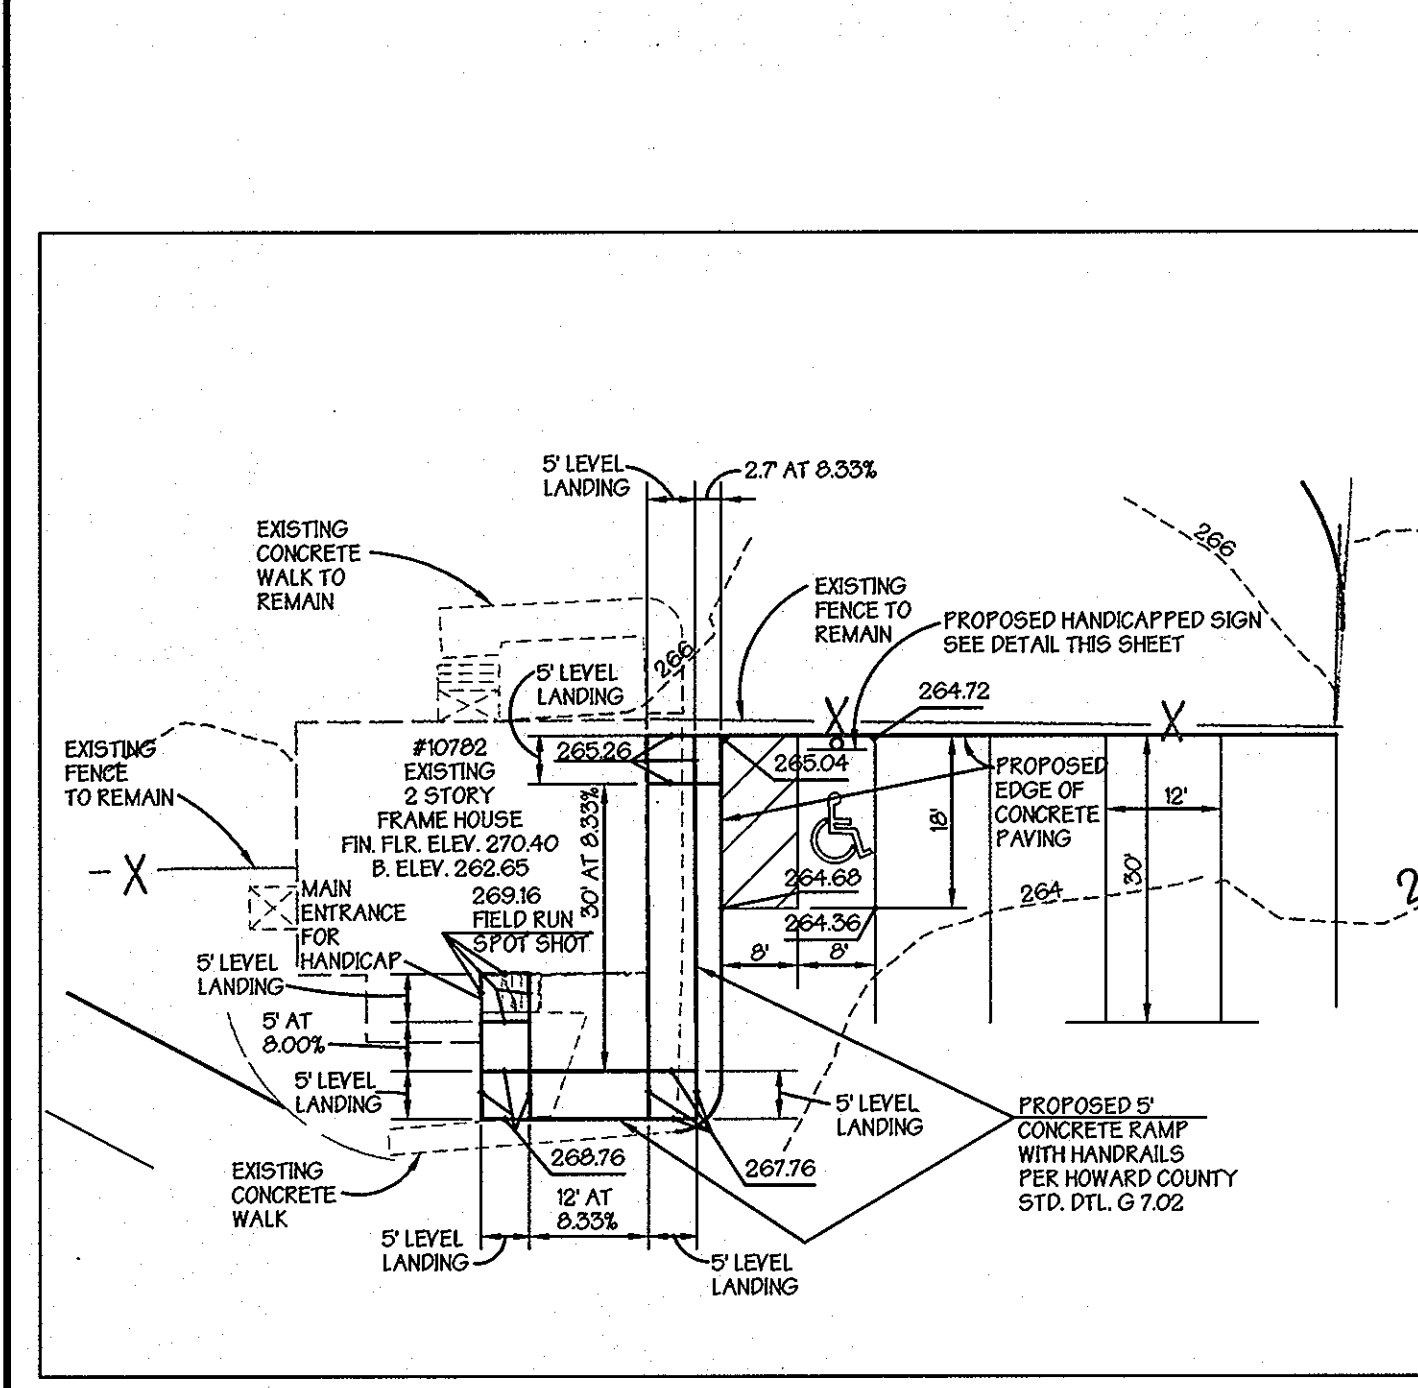 5' LEVEL
LANDING
2.7' AT 8.33%
EXISTING
CONCRETE
WALK TO
REMAIN
266
EXISTING
FENCE TO
REMAIN
PROPOSED HANDICAPPED SIGN
SEE DETAIL THIS SHEET
266
5' LEVEL
LANDING
264.72
X
X
EXISTING
FENCE
TO REMAIN
#10782
EXISTING
2 STORY
FRAME HOUSE
FIN. FLR. ELEV. 270.40
B. ELEV. 262.65
265.26
265.04
PROPOSED
EDGE OF
CONCRETE
PAVING
12'
18'
30'
30' AT 8.33%
X
MAIN
ENTRANCE
FOR
HANDICAP
269.16
FIELD RUN
SPOT SHOT
264.68
264.36
264
2
8'
8'
5' LEVEL
LANDING
5' AT
8.00%
5' LEVEL
LANDING
5' LEVEL
LANDING
PROPOSED 5'
CONCRETE RAMP
WITH HANDRAILS
PER HOWARD COUNTY
STD. DTL. G 7.02
268.76
267.76
EXISTING
CONCRETE
WALK
12' AT
8.33%
5' LEVEL
LANDING
5' LEVEL
LANDING